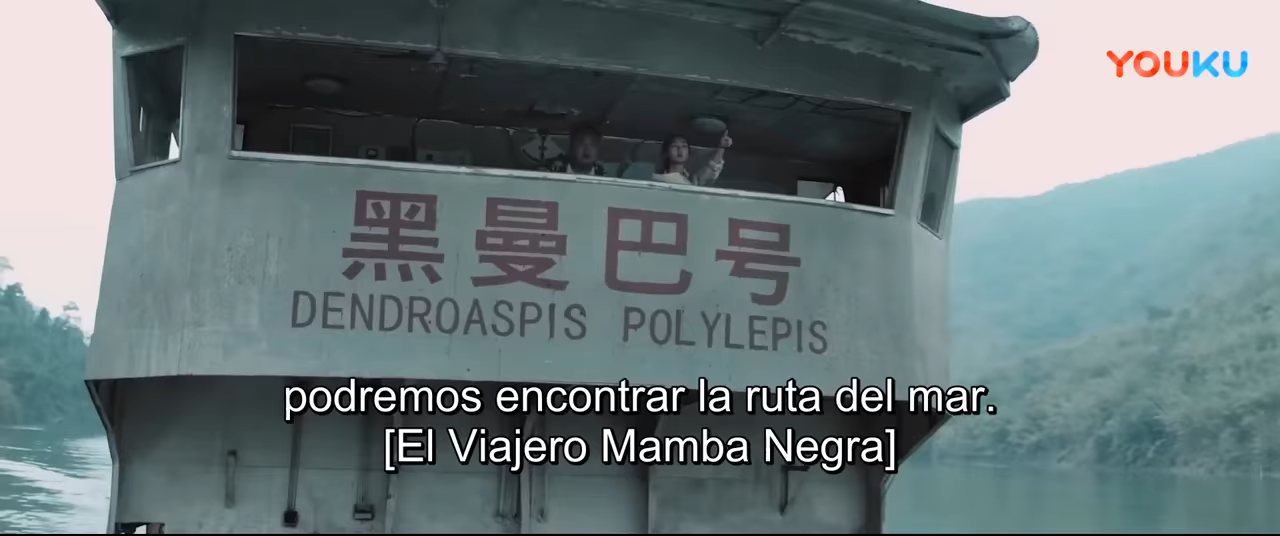 YOUKU
黑曼巴号
DENDROASPIS POLYLEPIS
podremos encontrar la ruta del mar.
[El Viajero Mamba Negra]